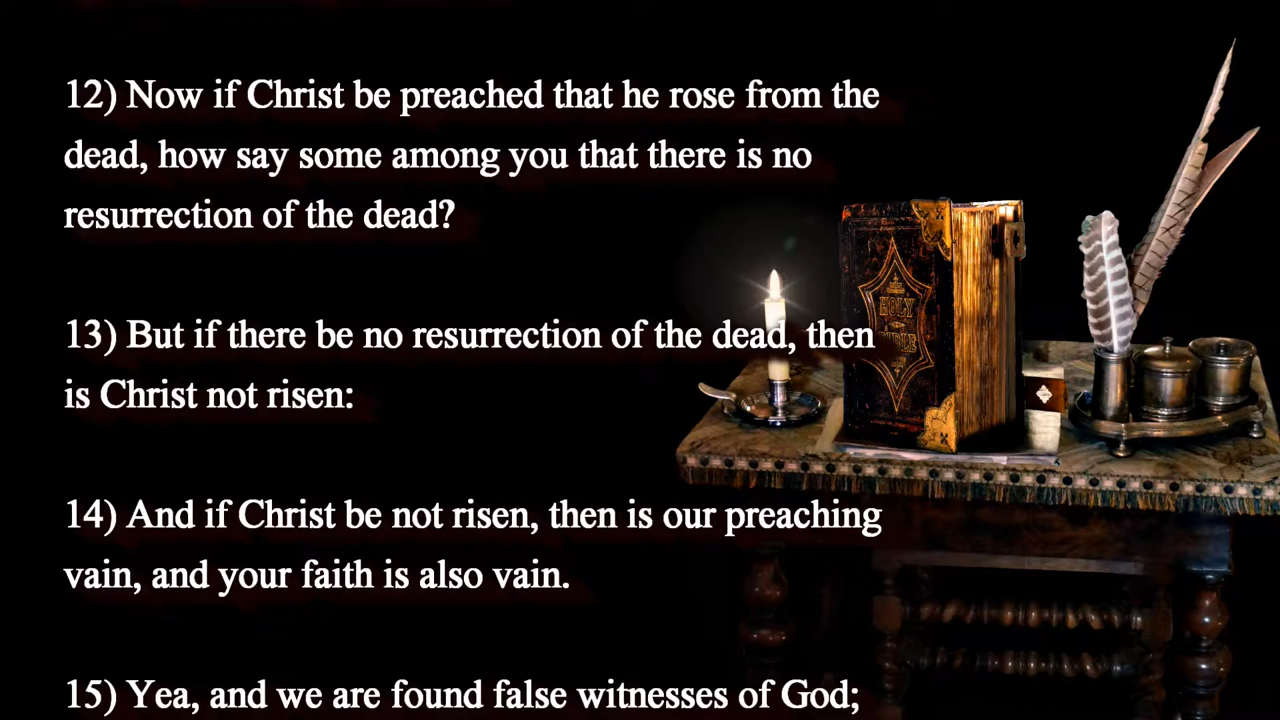 12) Now if Christ be preached that he rose from the
dead, how say some among you that there is no
resurrection of the dead?
13) But if there be no resurrection of the dead, then
is Christ not risen:
14) And if Christ be not risen, then is our preaching
vain, and your faith is also vain.
15) Yea, and we are found false witnesses of God;
HOLY
BIBLE